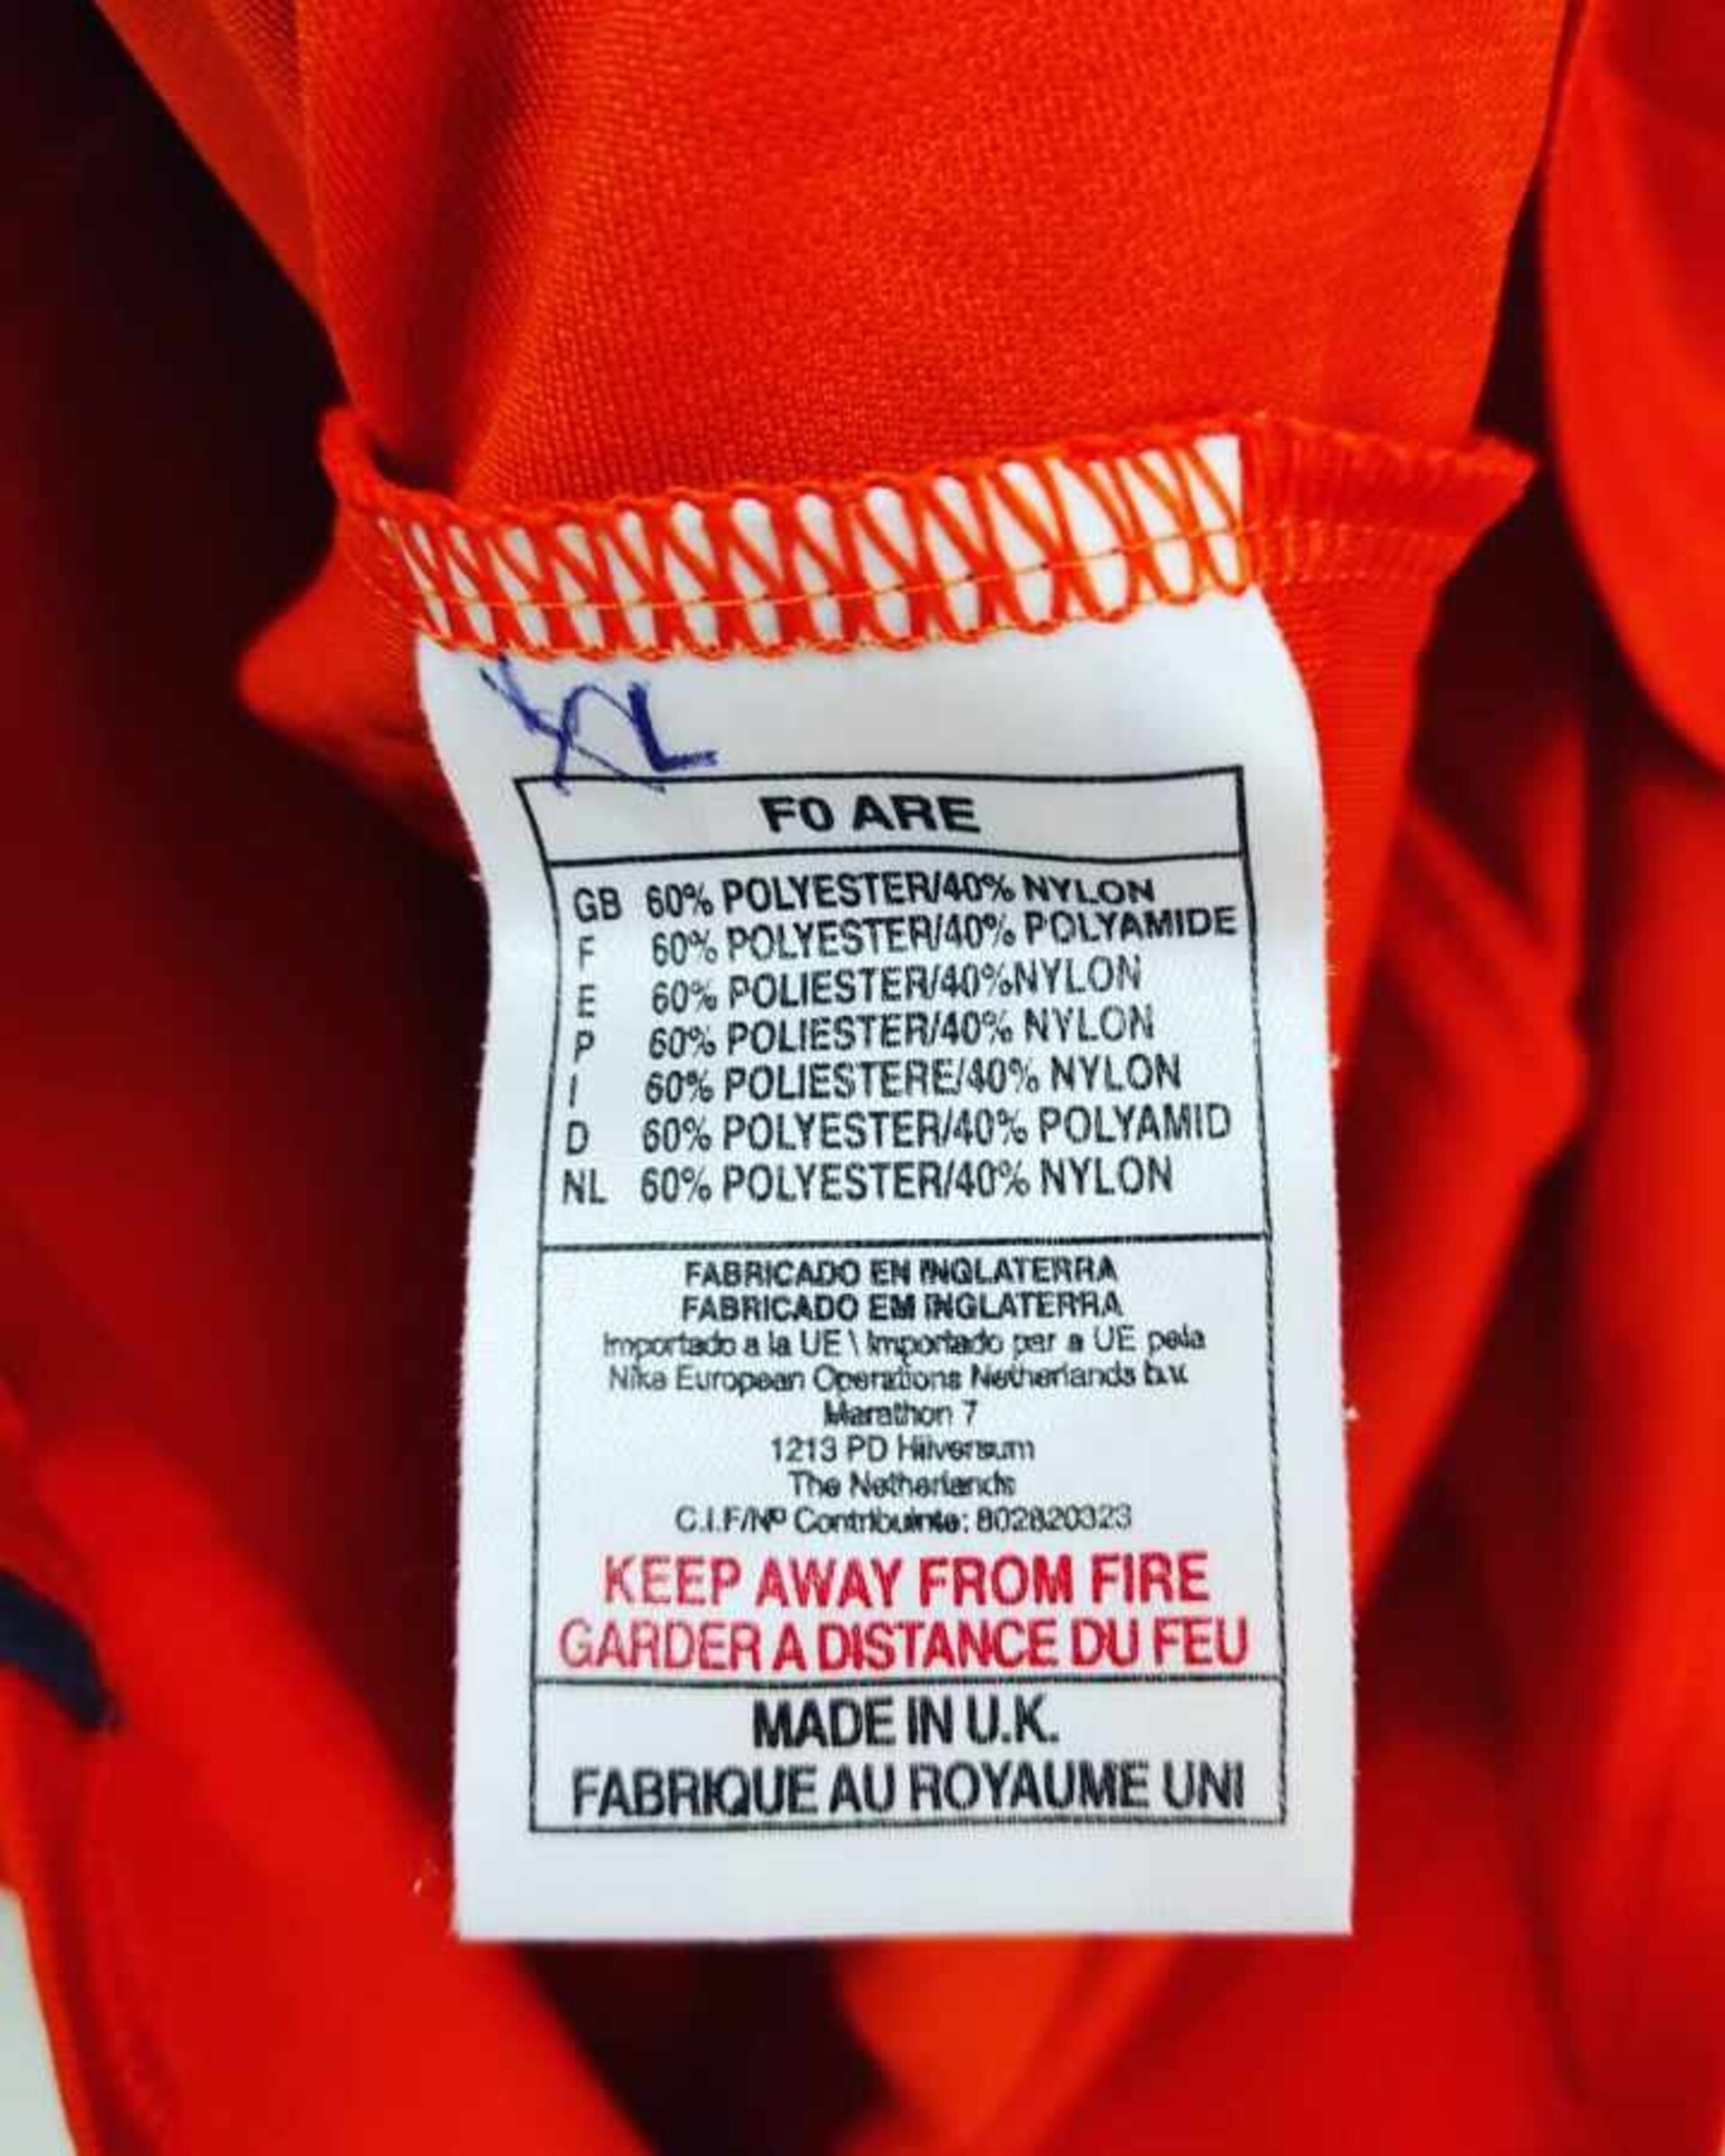 XL
F0 ARE
GB 60% POLYESTER/40% NYLON
F 60% POLYESTER/40% POLYAMIDE
E 60% POLIESTER/40%NYLON
P 60% POLIESTER/40% NYLON
I 60% POLIESTERE/40% NYLON
D 60% POLYESTER/40% POLYAMID
NL 60% POLYESTER/40% NYLON
FABRICADO EN INGLATERRA
FABRICADO EM INGLATERRA
Importado a la UE \ Importado par a UE pela
Nike European Operations Netherlands b.v.
Marathon 7
1213 PD Hilversum
The Netherlands
C.I.F/Nº Contribuinte: 802820323
KEEP AWAY FROM FIRE
GARDER A DISTANCE DU FEU
MADE IN U.K.
FABRIQUE AU ROYAUME UNI